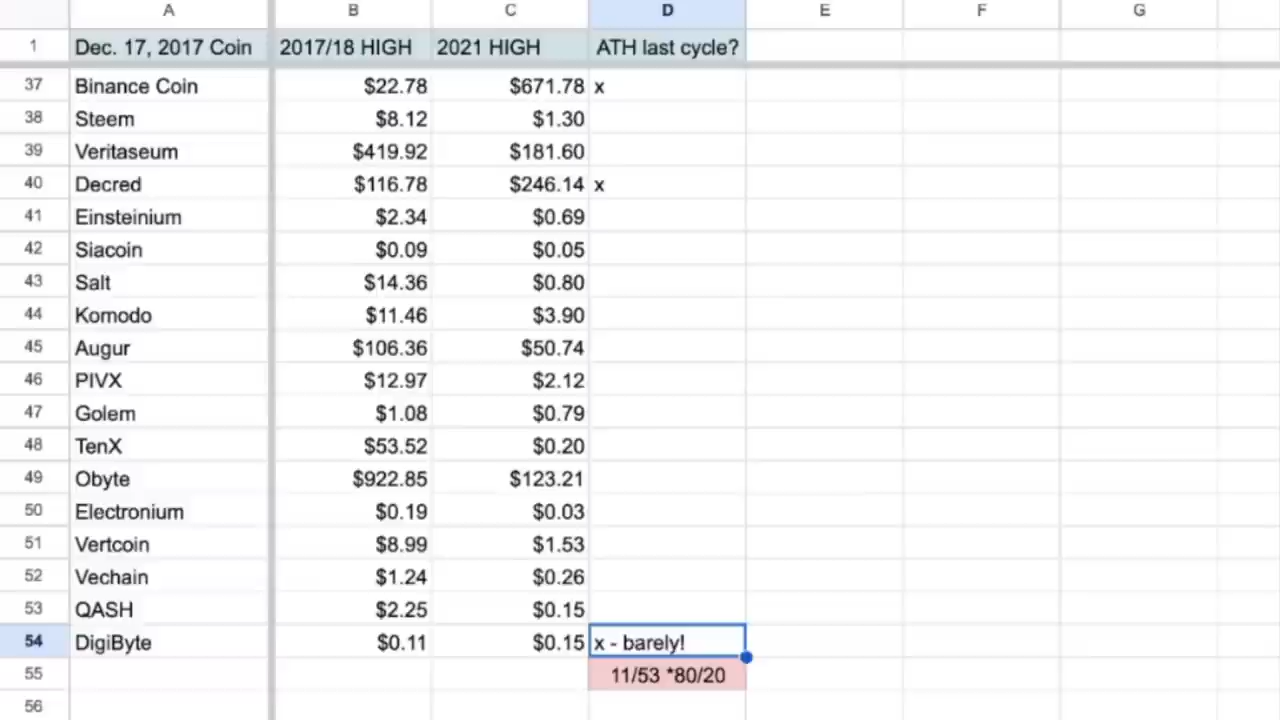 A B C D E F G
1 Dec. 17, 2017 Coin 2017/18 HIGH 2021 HIGH ATH last cycle?
37 Binance Coin $22.78 $671.78 x
38 Steem $8.12 $1.30
39 Veritaseum $419.92 $181.60
40 Decred $116.78 $246.14 x
41 Einsteinium $2.34 $0.69
42 Siacoin $0.09 $0.05
43 Salt $14.36 $0.80
44 Komodo $11.46 $3.90
45 Augur $106.36 $50.74
46 PIVX $12.97 $2.12
47 Golem $1.08 $0.79
48 TenX $53.52 $0.20
49 Obyte $922.85 $123.21
50 Electronium $0.19 $0.03
51 Vertcoin $8.99 $1.53
52 Vechain $1.24 $0.26
53 QASH $2.25 $0.15
54 DigiByte $0.11 $0.15 x - barely!
55 11/53 *80/20
56